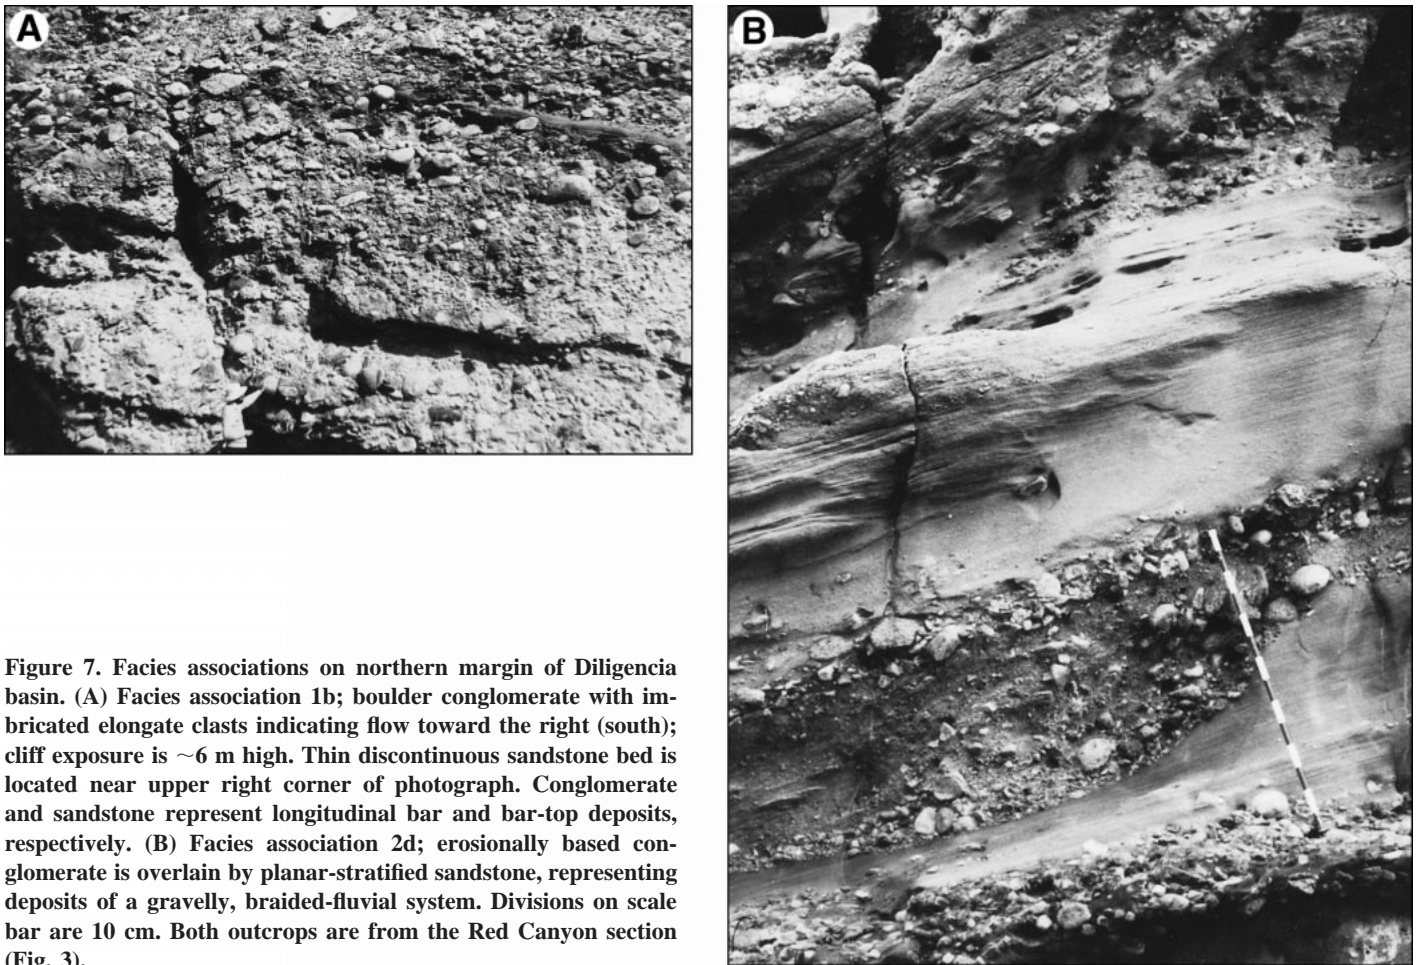 A
B
Figure 7. Facies associations on northern margin of Diligencia
basin. (A) Facies association 1b; boulder conglomerate with im-
bricated elongate clasts indicating flow toward the right (south);
cliff exposure is ~6 m high. Thin discontinuous sandstone bed is
located near upper right corner of photograph. Conglomerate
and sandstone represent longitudinal bar and bar-top deposits,
respectively. (B) Facies association 2d; erosionally based con-
glomerate is overlain by planar-stratified sandstone, representing
deposits of a gravelly, braided-fluvial system. Divisions on scale
bar are 10 cm. Both outcrops are from the Red Canyon section
(Fig. 3).